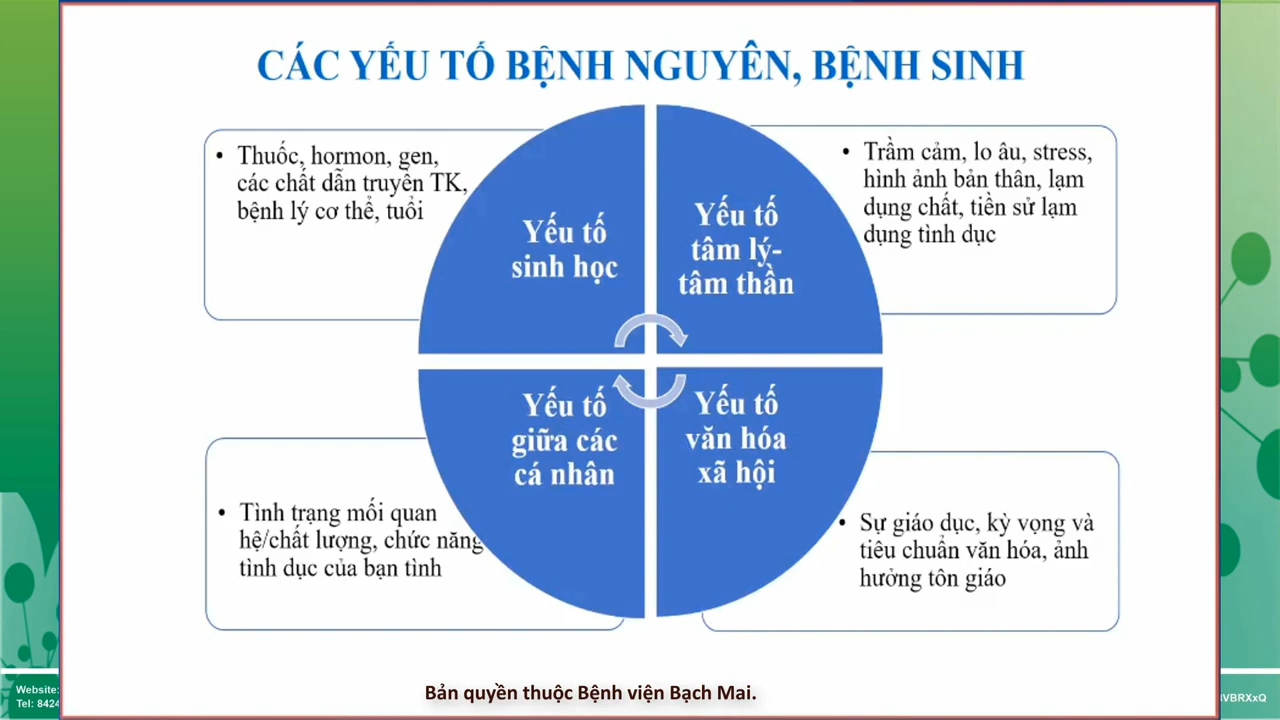 CÁC YẾU TỐ BỆNH NGUYÊN, BỆNH SINH
• Thuốc, hormon, gen,
các chất dẫn truyền TK,
bệnh lý cơ thể, tuổi
Yếu tố
sinh học
Yếu tố
tâm lý-
tâm thần
• Trầm cảm, lo âu, stress,
hình ảnh bản thân, lạm
dụng chất, tiền sử lạm
dụng tình dục
• Tình trạng mối quan
hệ/chất lượng, chức năng
tình dục của bạn tình
Yếu tố
giữa các
cá nhân
Yếu tố
văn hóa
xã hội
• Sự giáo dục, kỳ vọng và
tiêu chuẩn văn hóa, ảnh
hưởng tôn giáo
Bản quyền thuộc Bệnh viện Bạch Mai.
Website:
Tel: 8424